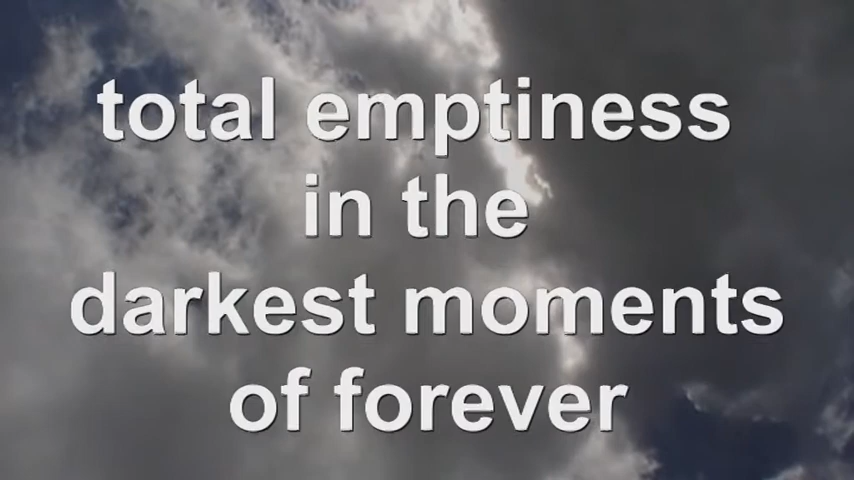 total emptiness
in the
darkest moments
of forever